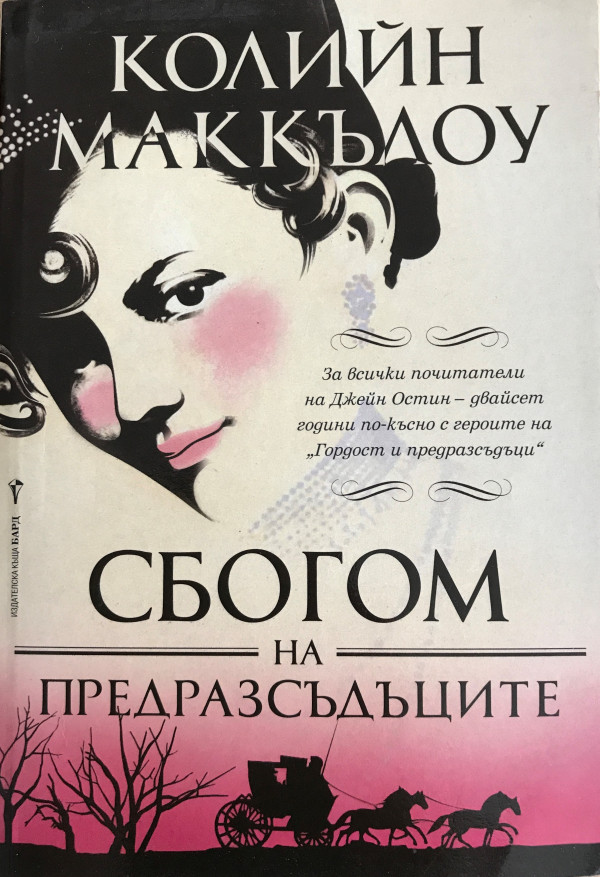 КОЛИЙН
МАККЪЛОУ
За всички почитатели
на Джейн Остин – двайсет
години по-късно с героите на
„Гордост и предразсъдъци“
ИЗДАТЕЛСКА КЪЩА БАРД
СБОГОМ
НА
ПРЕДРАЗСЪДЪЦИТЕ